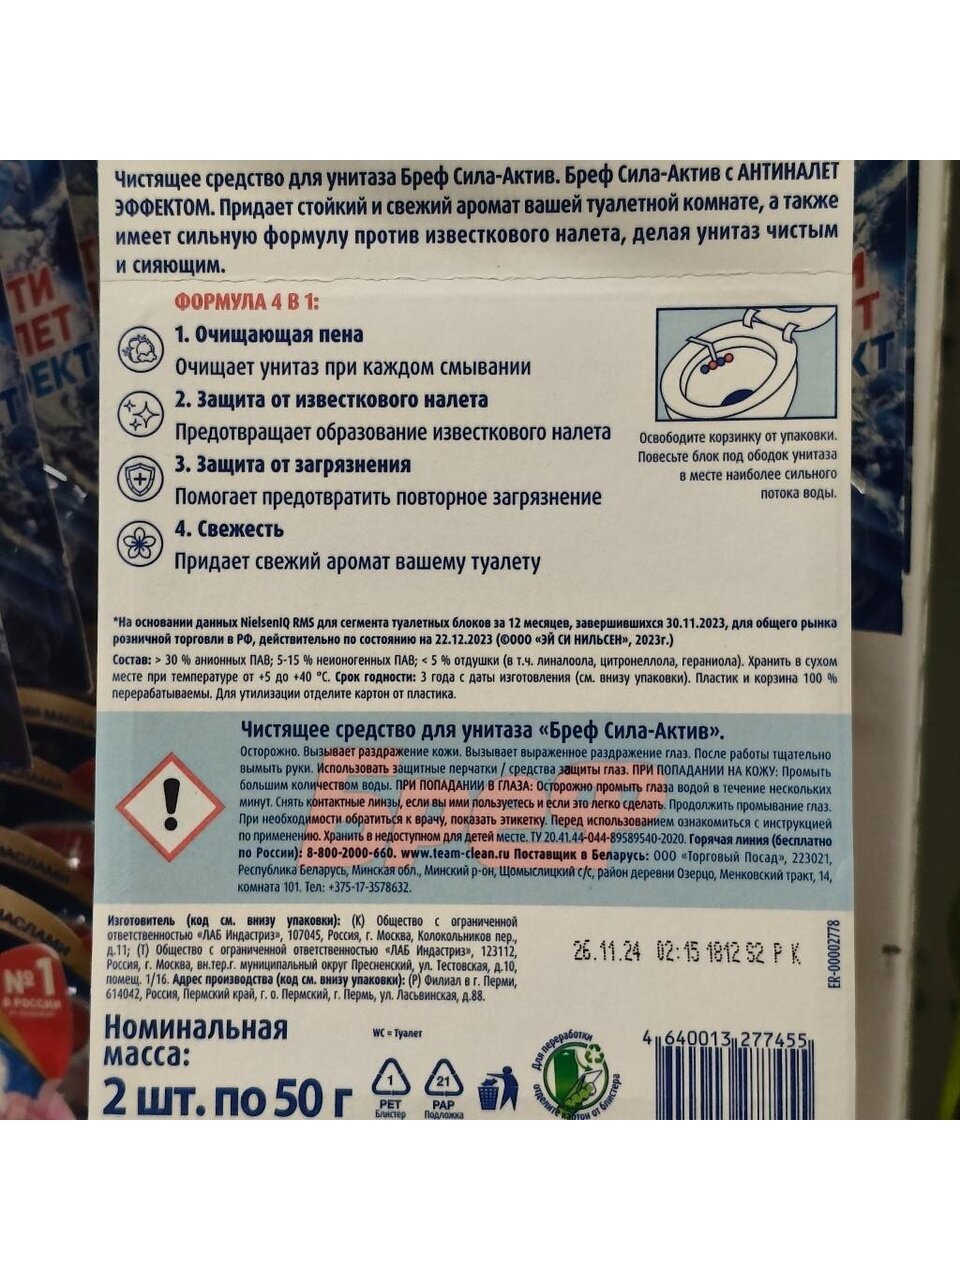 Чистящее средство для унитаза Бреф Сила-Актив. Бреф Сила-Актив с АНТИНАЛЕТ
ЭФФЕКТОМ. Придает стойкий и свежий аромат вашей туалетной комнате, а также
имеет сильную формулу против известкового налета, делая унитаз чистым
и сияющим.
ФОРМУЛА 4 В 1:
1. Очищающая пена
Очищает унитаз при каждом смывании
2. Защита от известкового налета
Предотвращает образование известкового налета
3. Защита от загрязнения
Помогает предотвратить повторное загрязнение
4. Свежесть
Придает свежий аромат вашему туалету
Освободите корзинку от упаковки.
Повесьте блок под ободок унитаза
в месте наиболее сильного
потока воды.
*На основании данных NielsenIQ RMS для сегмента туалетных блоков за 12 месяцев, завершившихся 30.11.2023, для общего рынка
розничной торговли в РФ, действительно по состоянию на 22.12.2023 (©ООО «ЭЙ СИ НИЛЬСЕН», 2023г.)
Состав: > 30 % анионных ПАВ; 5-15 % неионогенных ПАВ; < 5 % отдушки (в т.ч. линалоола, цитронеллола, гераниола). Хранить в сухом
месте при температуре от +5 до +40 °С. Срок годности: 3 года с даты изготовления (см. внизу упаковки). Пластик и корзина 100 %
перерабатываемы. Для утилизации отделите картон от пластика.
Чистящее средство для унитаза «Бреф Сила-Актив».
Осторожно. Вызывает раздражение кожи. Вызывает выраженное раздражение глаз. После работы тщательно
вымыть руки. Использовать защитные перчатки / средства защиты глаз. ПРИ ПОПАДАНИИ НА КОЖУ: Промыть
большим количеством воды. ПРИ ПОПАДАНИИ В ГЛАЗА: Осторожно промыть глаза водой в течение нескольких
минут. Снять контактные линзы, если вы ими пользуетесь и если это легко сделать. Продолжить промывание глаз.
При необходимости обратиться к врачу, показать этикетку. Перед использованием ознакомиться с инструкцией
по применению. Хранить в недоступном для детей месте. ТУ 20.41.44-044-89589540-2020. Горячая линия (бесплатно
по России): 8-800-2000-660. www.team-clean.ru Поставщик в Беларусь: ООО «Торговый Посад», 223021,
Республика Беларусь, Минская обл., Минский р-он, Щомыслицкий с/с, район деревни Озерцо, Меньковский тракт, 14,
комната 101. Тел: +375-17-3578632.
Изготовитель (код см. внизу упаковки): (К) Общество с ограниченной
ответственностью «ЛАБ Индастриз», 107045, Россия, г. Москва, Колокольников пер.,
д.11; (Т) Общество с ограниченной ответственностью «ЛАБ Индастриз», 123112,
Россия, г. Москва, вн.тер.г. муниципальный округ Пресненский, ул. Тестовская, д.10,
помещ. 1/16. Адрес производства (код см. внизу упаковки): (Р) Филиал в г. Перми,
614042, Россия, Пермский край, г. о. Пермский, г. Пермь, ул. Ласьвинская, д.88.
26.11.24 02:15 1812 S2 P K
ER-00002778
Номинальная
масса:
2 шт. по 50 г
WC = Туалет
1
PET
Блистер
21
PAP
Подложка
Для переработки
отделите картон от блистера
4 640013 277455
№1
В РОССИИ